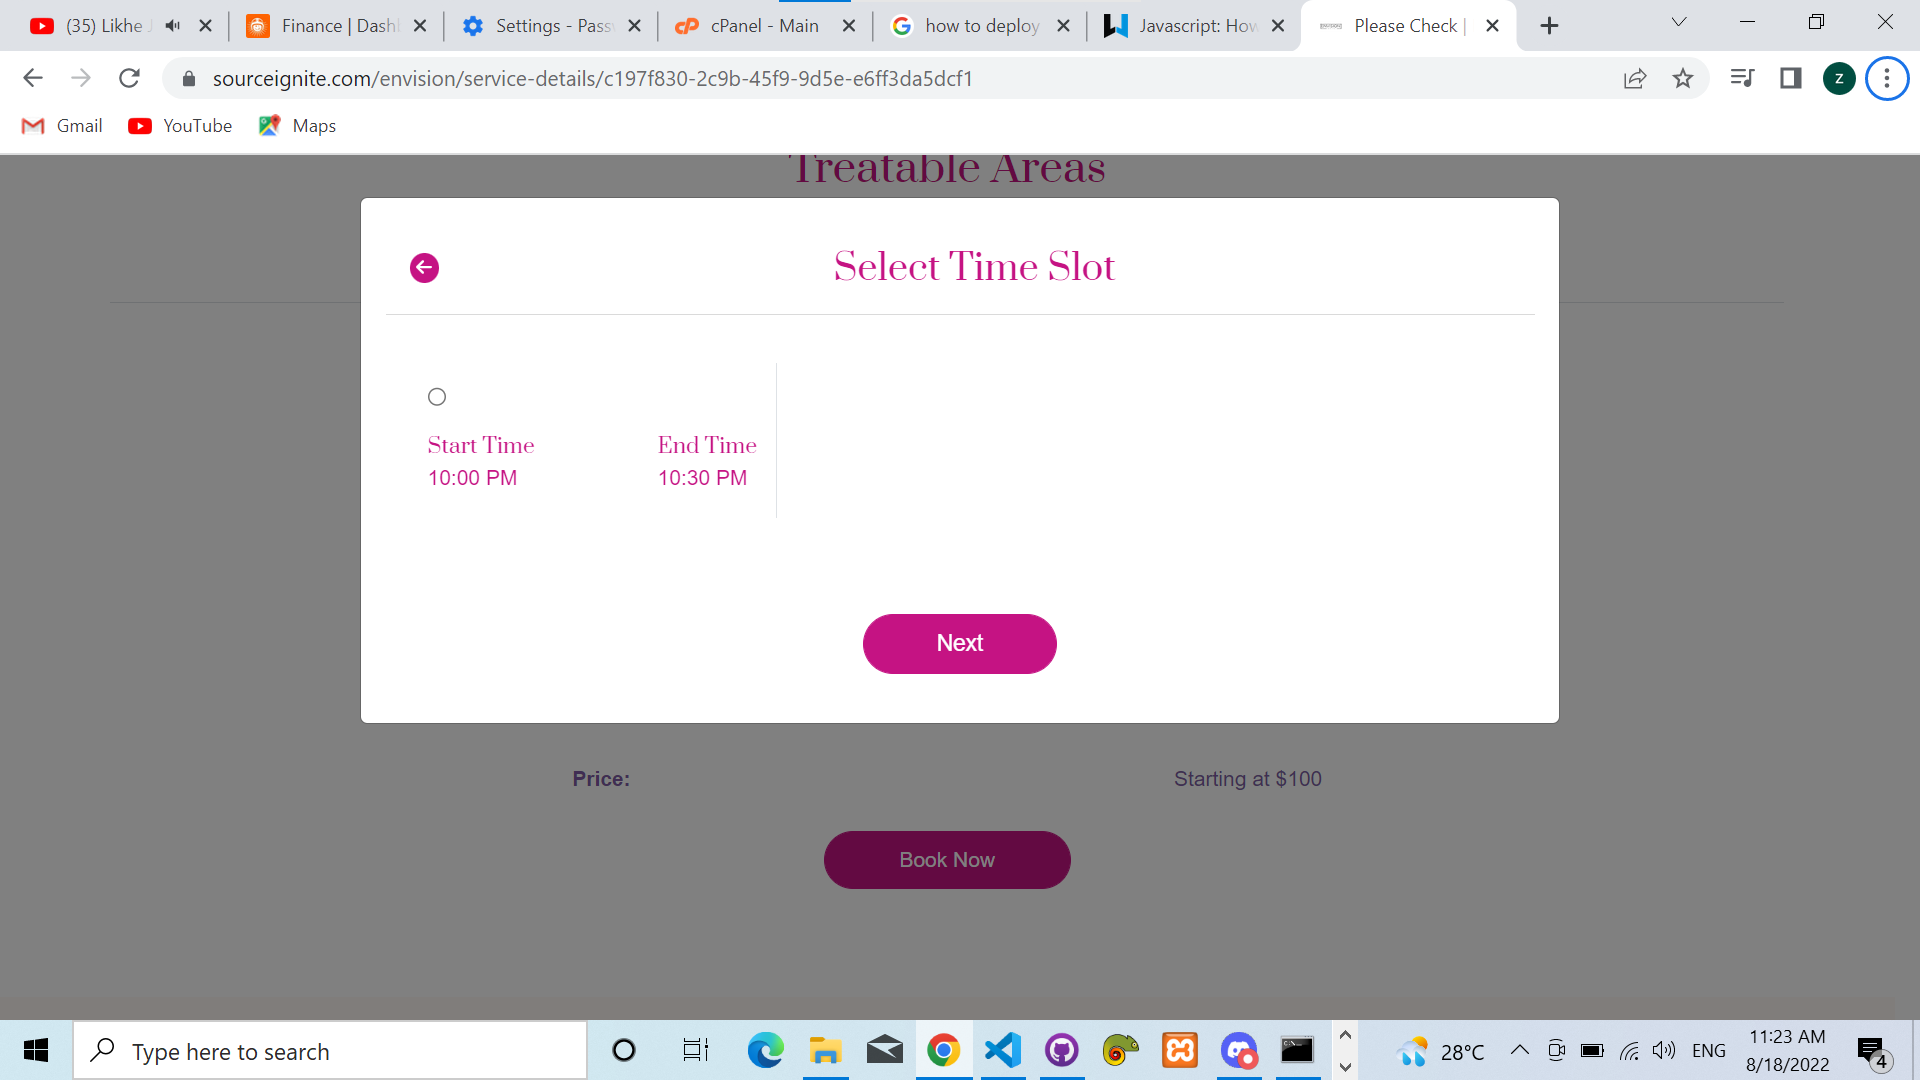 (35) Likhe J
Finance | Dash
Settings - Pass
cPanel - Main
how to deploy
Javascript: How
Please Check |
sourceignite.com/envision/service-details/c197f830-2c9b-45f9-9d5e-e6ff3da5dcf1
z
Gmail
YouTube
Maps
Treatable Areas
Select Time Slot
Start Time
End Time
10:00 PM
10:30 PM
Next
Price:
Starting at $100
Book Now
Type here to search
28°C
ENG
11:23 AM
8/18/2022
4